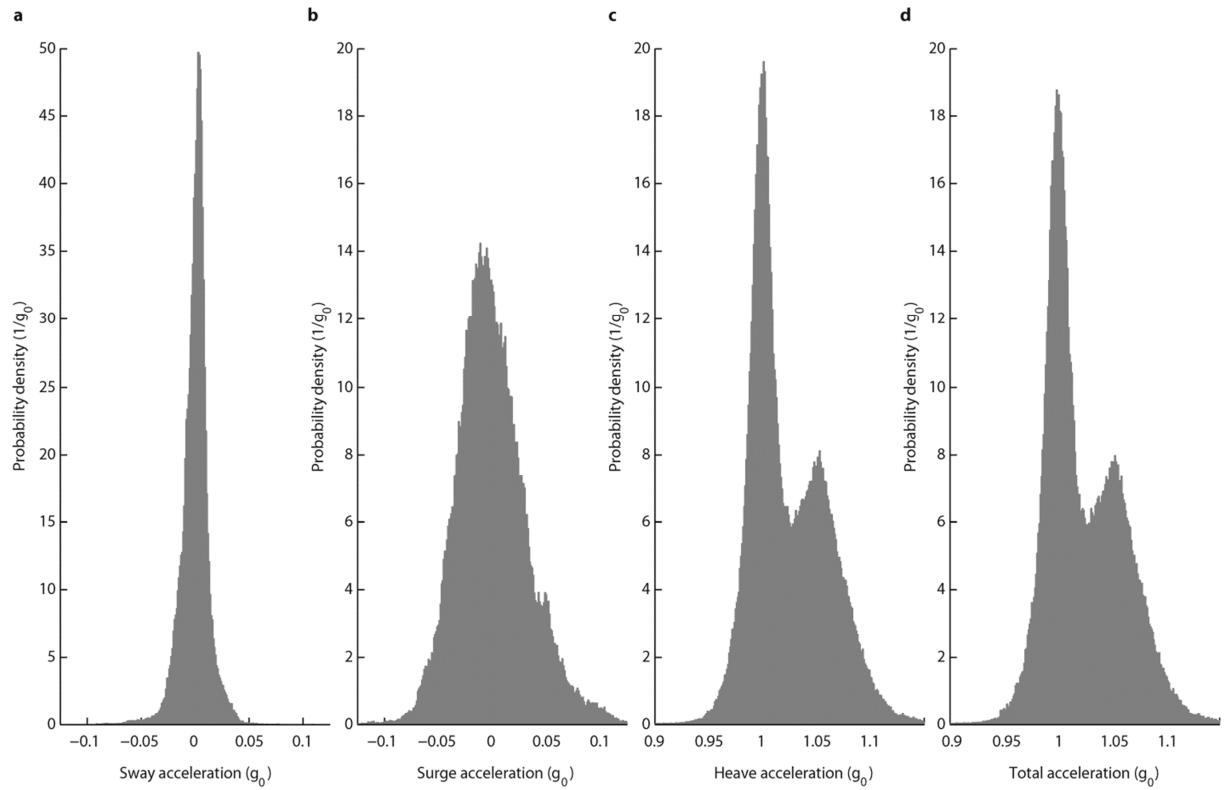 a
50
45
40
35
30
25
20
15
10
5
0
Probability density (1/g0)
−0.1 −0.05 0 0.05 0.1
Sway acceleration (g0)
b
20
18
16
14
12
10
8
6
4
2
0
Probability density (1/g0)
−0.1 −0.05 0 0.05 0.1
Surge acceleration (g0)
c
20
18
16
14
12
10
8
6
4
2
0
Probability density (1/g0)
0.9 0.95 1 1.05 1.1
Heave acceleration (g0)
d
20
18
16
14
12
10
8
6
4
2
0
Probability density (1/g0)
0.9 0.95 1 1.05 1.1
Total acceleration (g0)